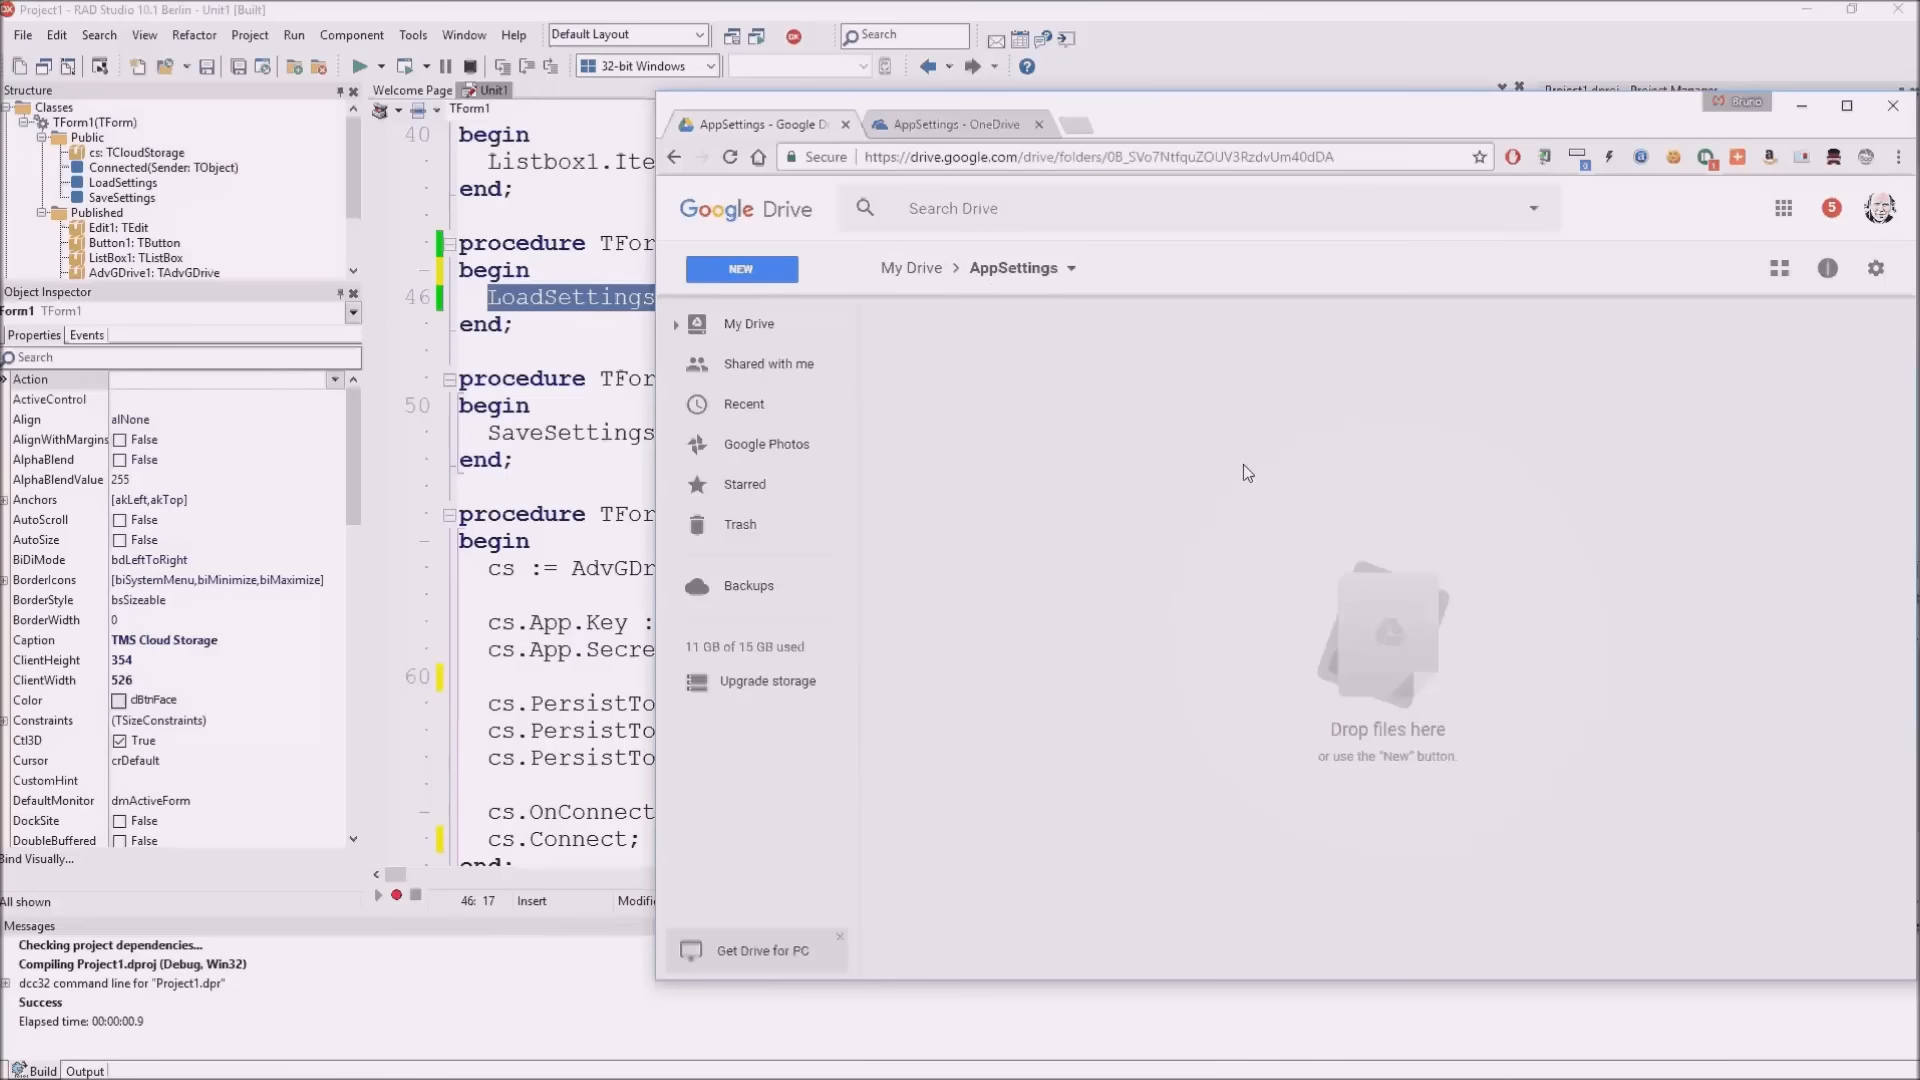 Project1 - RAD Studio 10.1 Berlin - Unit1 [Built]
File Edit Search View Refactor Project Run Component Tools Window Help
Default Layout
Search
32-bit Windows
Structure
Classes
TForm1(TForm)
Public
cs: TCloudStorage
Connected(Sender: TObject)
LoadSettings
SaveSettings
Published
Edit1: TEdit
Button1: TButton
ListBox1: TListBox
AdvGDrive1: TAdvGDrive
Object Inspector
Form1 TForm1
Properties Events
Search
Action
ActiveControl
Align alNone
AlignWithMargins False
AlphaBlend False
AlphaBlendValue 255
Anchors [akLeft,akTop]
AutoScroll False
AutoSize False
BiDiMode bdLeftToRight
BorderIcons [biSystemMenu,biMinimize,biMaximize]
BorderStyle bsSizeable
BorderWidth 0
Caption TMS Cloud Storage
ClientHeight 354
ClientWidth 526
Color clBtnFace
Constraints (TSizeConstraints)
Ctl3D True
Cursor crDefault
CustomHint
DefaultMonitor dmActiveForm
DockSite False
DoubleBuffered False
Bind Visually...
All shown
Welcome Page Unit1
TForm1
40 begin
Listbox1.Ite
end;
procedure TFor
begin
46 LoadSettings
end;
procedure TFor
50 begin
SaveSettings
end;
procedure TFor
begin
cs := AdvGDr
cs.App.Key :
cs.App.Secre
60
cs.PersistTo
cs.PersistTo
cs.PersistTo
cs.OnConnect
cs.Connect;
end;
46: 17 Insert Modifi
Messages
Checking project dependencies...
Compiling Project1.dproj (Debug, Win32)
dcc32 command line for "Project1.dpr"
Success
Elapsed time: 00:00:00.9
Build Output
Project1.dproj - Project Manager
Bruno
AppSettings - Google D
AppSettings - OneDrive
Secure https://drive.google.com/drive/folders/0B_SVo7NtfquZOUV3RzdvUm40dDA
Google Drive
Search Drive
5
NEW
My Drive > AppSettings
My Drive
Shared with me
Recent
Google Photos
Starred
Trash
Backups
11 GB of 15 GB used
Upgrade storage
Get Drive for PC
Drop files here
or use the "New" button.